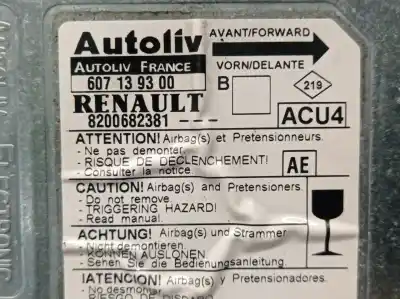 Autoliv
AVANT/FORWARD
AUTOLIV FRANCE
VORN/DELANTE
607 13 93 00
B
219
RENAULT
8200682381
ACU4
ATTENTION! Airbag(s) et Pretensionneurs.
- Ne pas demonter.
- RISQUE DE DECLENCHEMENT!
- Consulter la notice.
AE
CAUTION! Airbag(s) and Pretensioners
- Do not remove.
- TRIGGERING HAZARD!
- Read manual.
ACHTUNG! Airbag(s) und Strammer
- Nicht demontieren.
- KÖNNEN AUSLÖSEN
- Sehen Sie die Bedienungsanleitung.
¡ATENCION! Airbag(s) y Pretensionadores.
- No desmontar